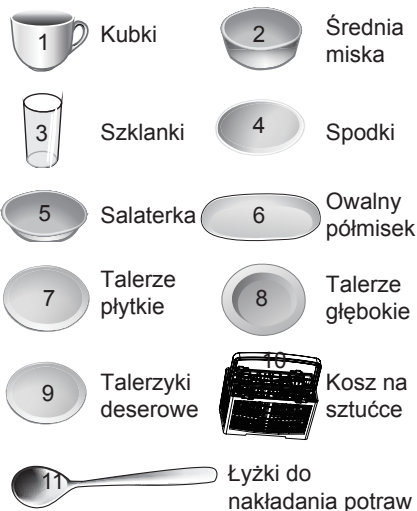 1 Kubki
2 Średnia
miska
3 Szklanki
4 Spodki
5 Salaterka
6 Owalny
półmisek
7 Talerze
płytkie
8 Talerze
głębokie
9 Talerzyki
deserowe
10 Kosz na
sztućce
11 Łyżki do
nakładania potraw